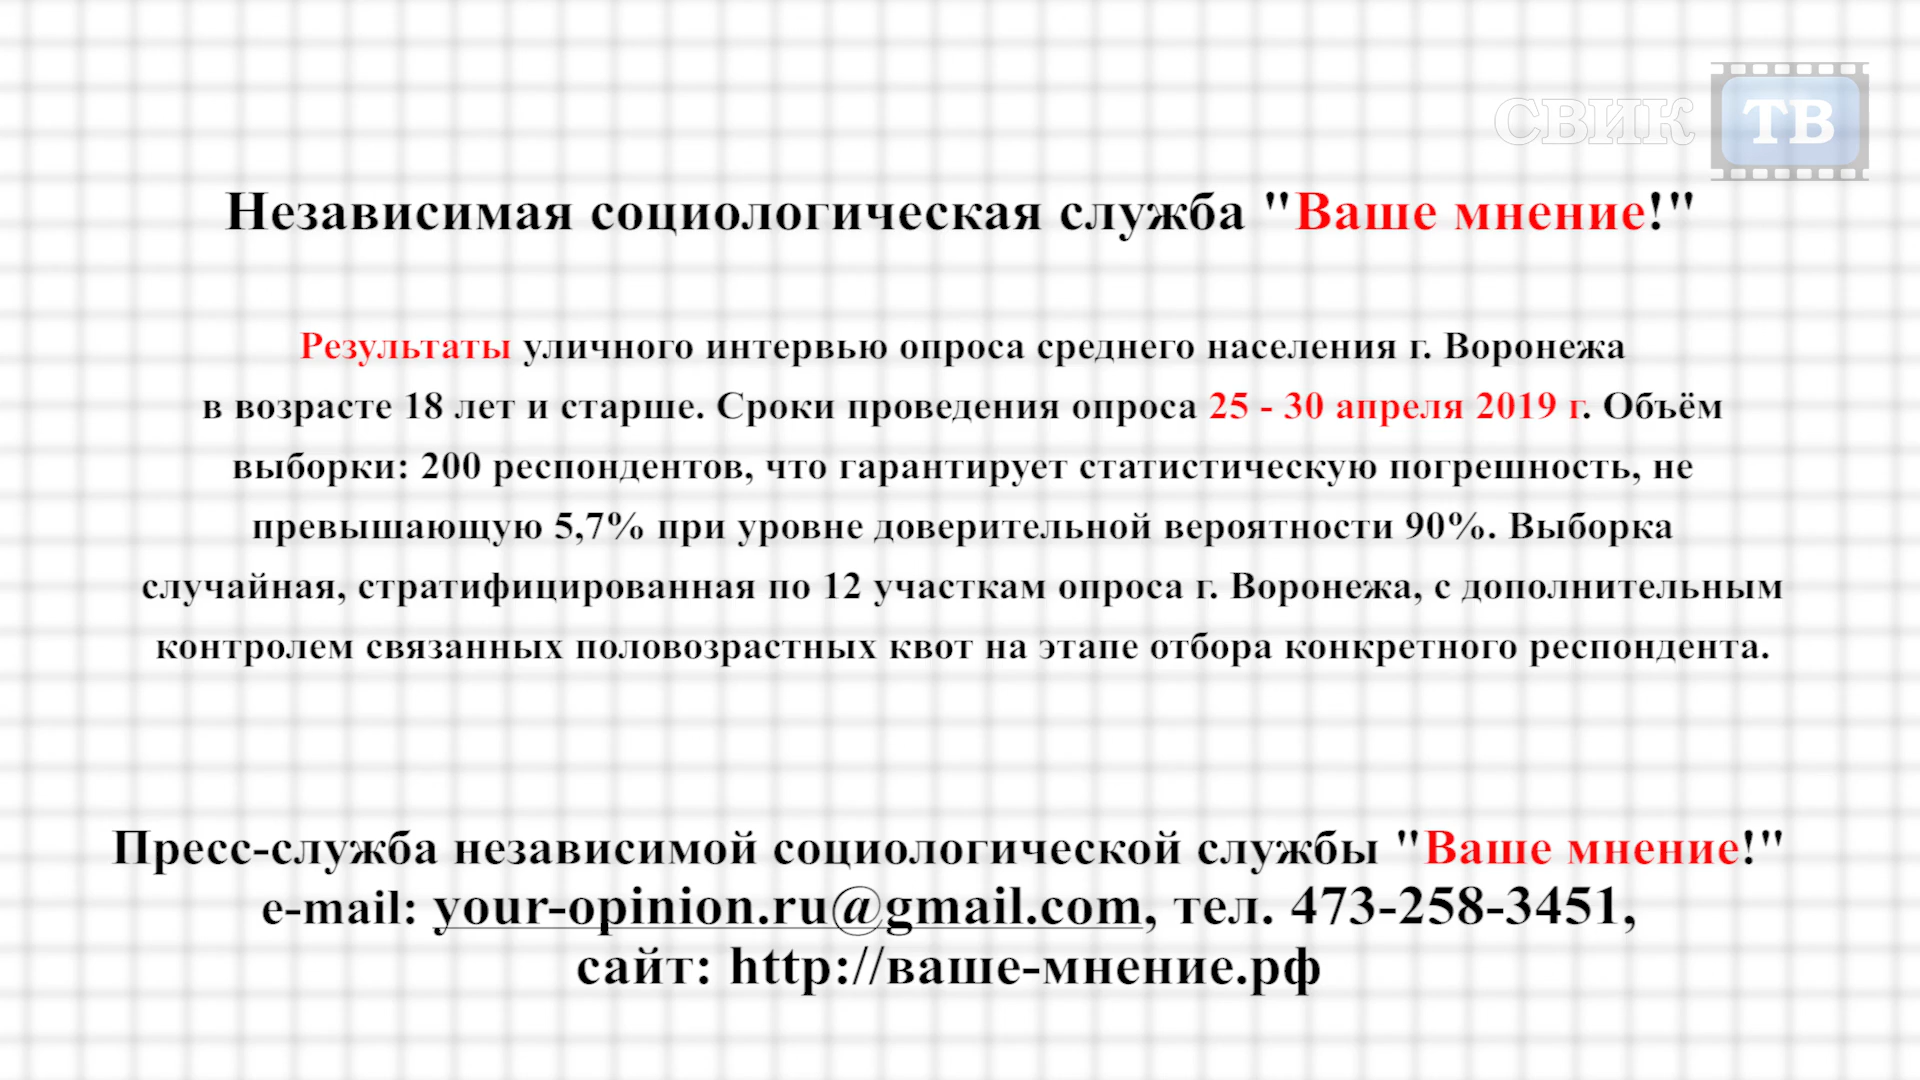 СВИК ТВ
Независимая социологическая служба "Ваше мнение!"
Результаты уличного интервью опроса среднего населения г. Воронежа
в возрасте 18 лет и старше. Сроки проведения опроса 25 - 30 апреля 2019 г. Объём
выборки: 200 респондентов, что гарантирует статистическую погрешность, не
превышающую 5,7% при уровне доверительной вероятности 90%. Выборка
случайная, стратифицированная по 12 участкам опроса г. Воронежа, с дополнительным
контролем связанных половозрастных квот на этапе отбора конкретного респондента.
Пресс-служба независимой социологической службы "Ваше мнение!"
e-mail: your-opinion.ru@gmail.com, тел. 473-258-3451,
сайт: http://ваше-мнение.рф